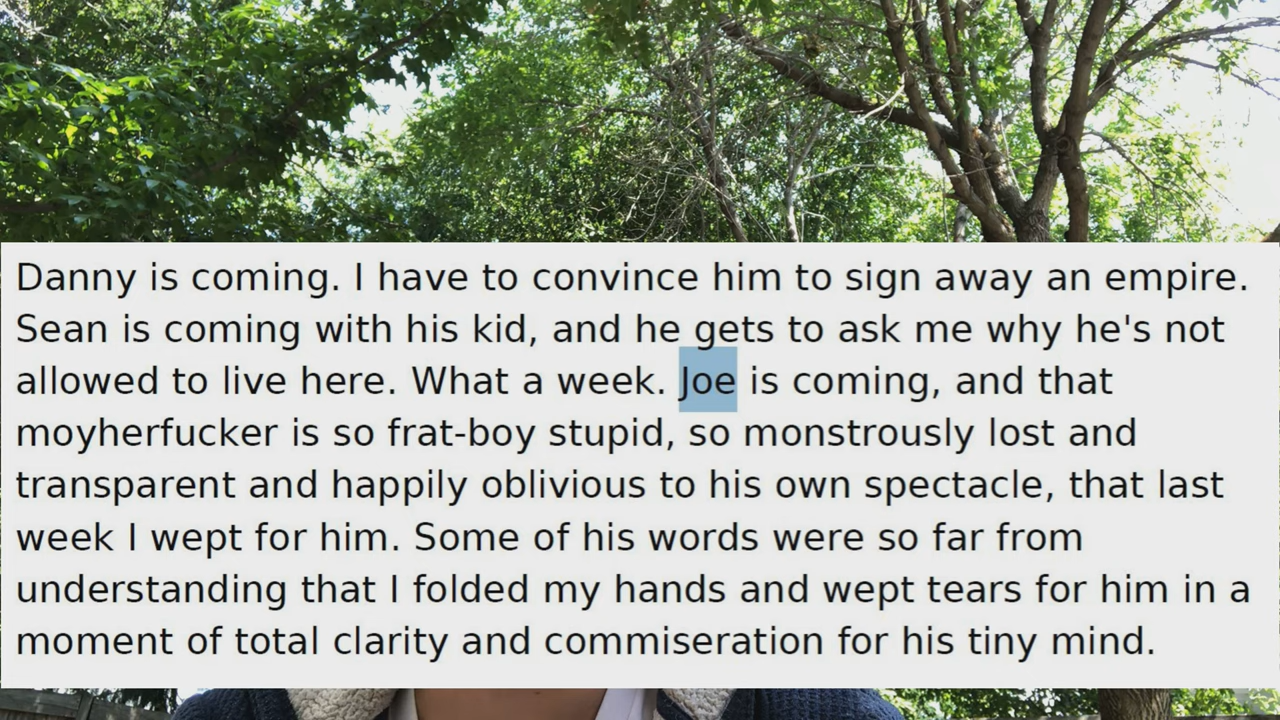 Danny is coming. I have to convince him to sign away an empire.
Sean is coming with his kid, and he gets to ask me why he's not
allowed to live here. What a week. Joe is coming, and that
moyherfucker is so frat-boy stupid, so monstrously lost and
transparent and happily oblivious to his own spectacle, that last
week I wept for him. Some of his words were so far from
understanding that I folded my hands and wept tears for him in a
moment of total clarity and commiseration for his tiny mind.